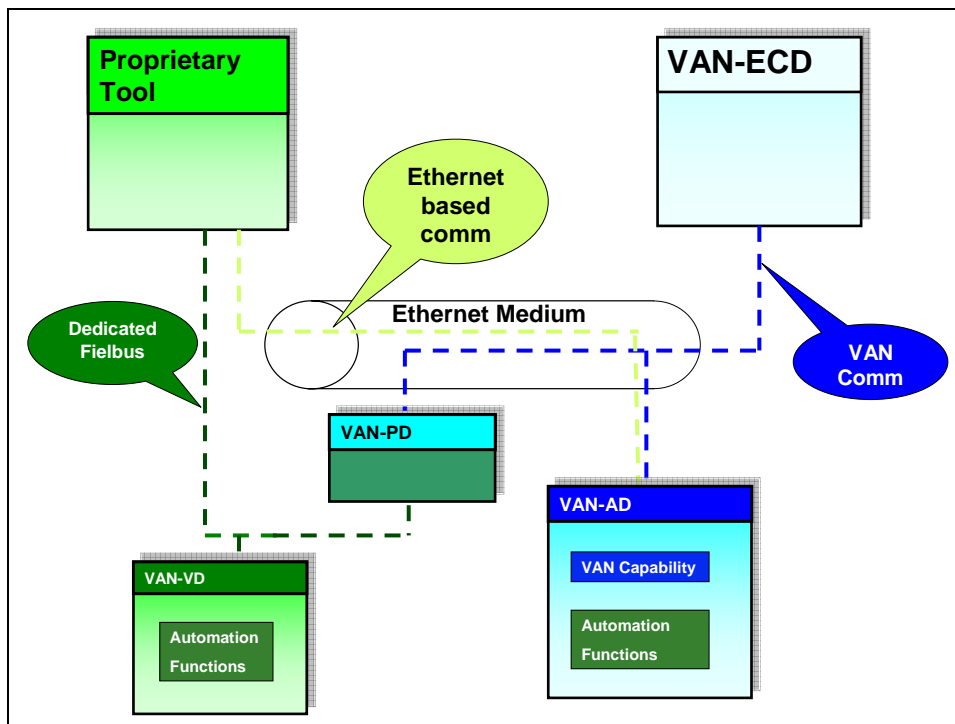 Proprietary
Tool
VAN-ECD
Ethernet
based
comm
Ethernet Medium
Dedicated
Fielbus
VAN
Comm
VAN-PD
VAN-AD
VAN Capability
Automation
Functions
VAN-VD
Automation
Functions